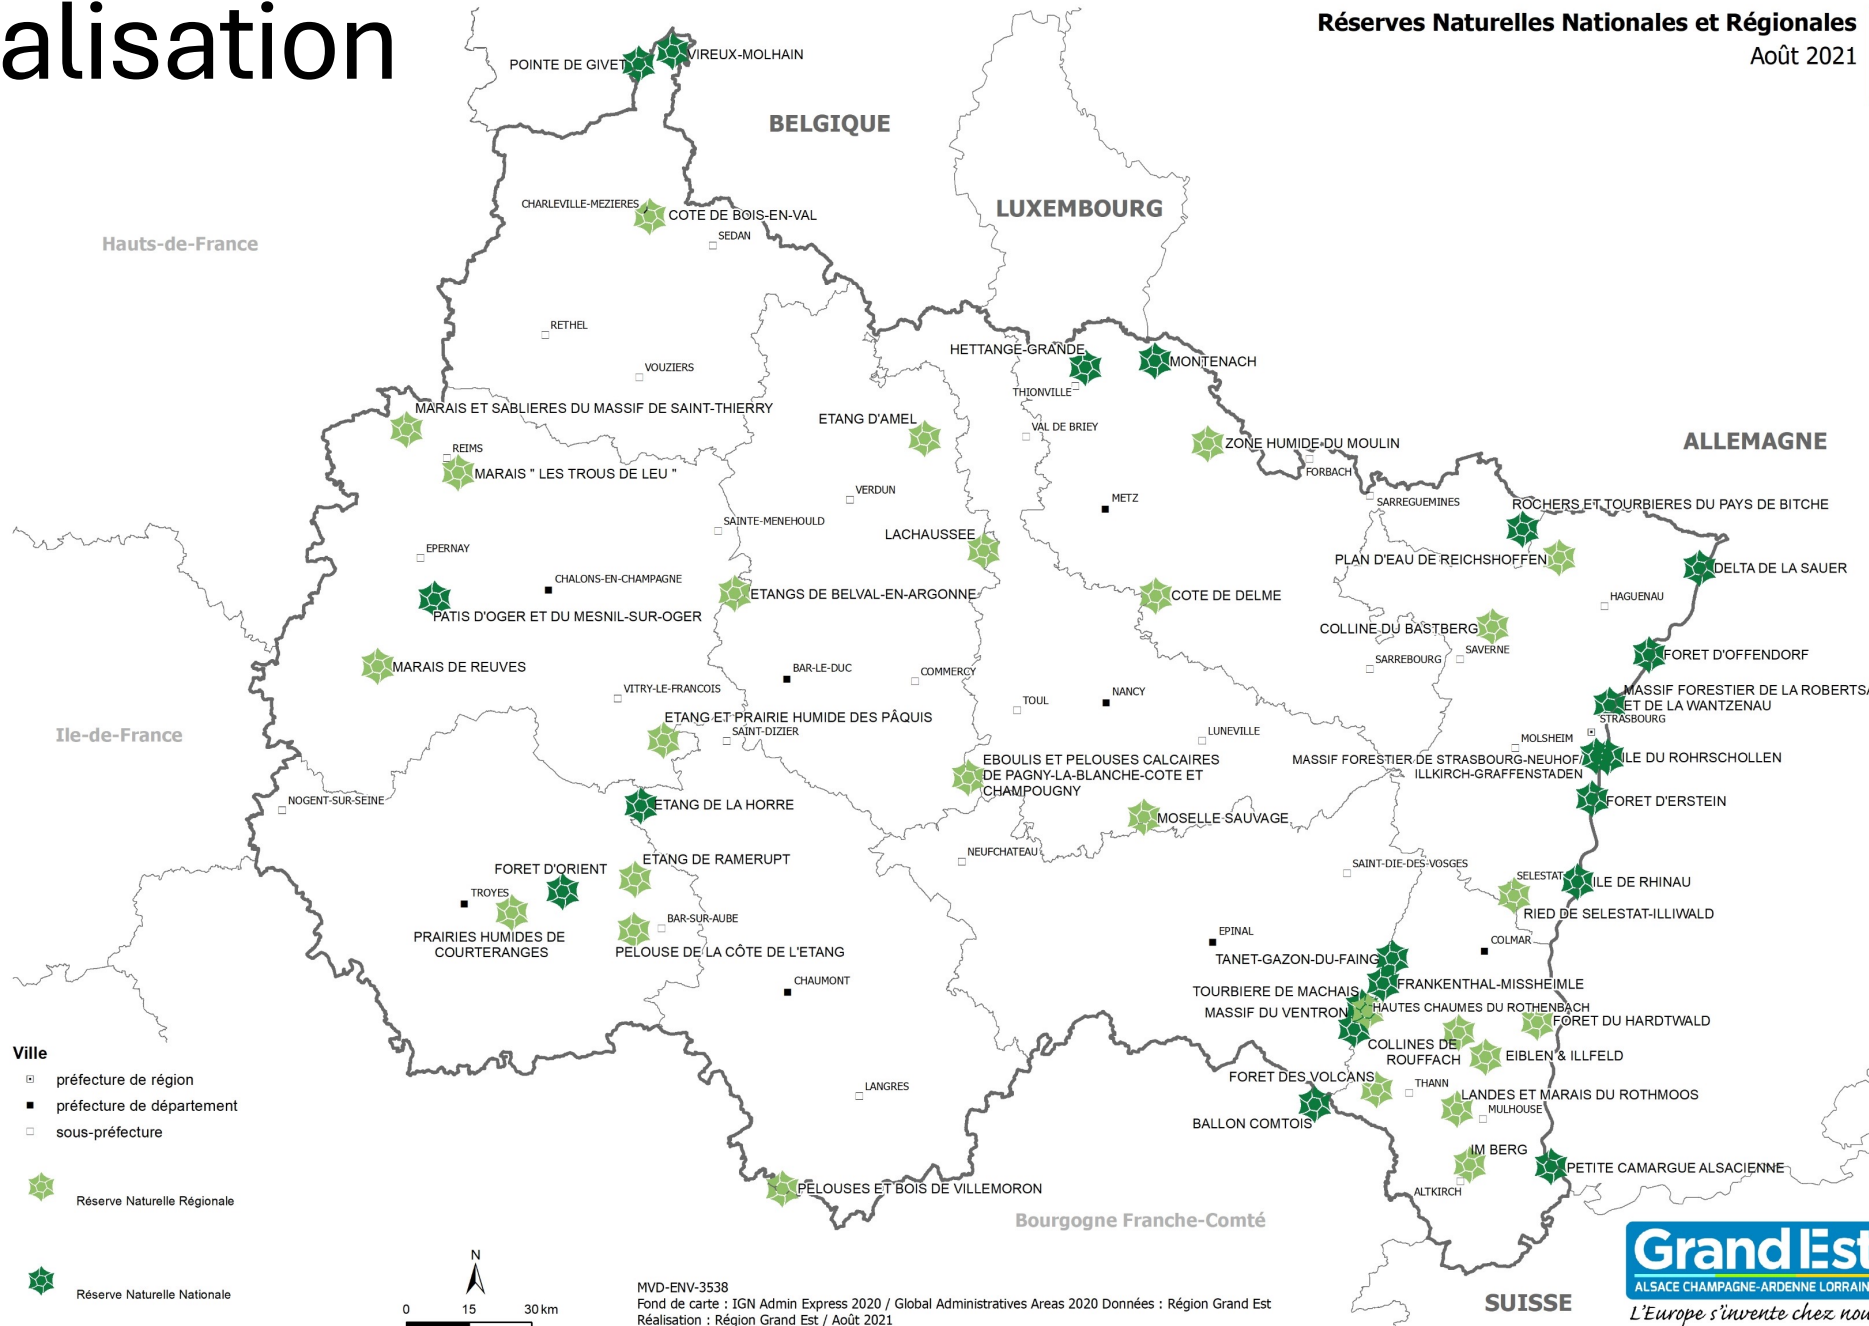 alisation
Réserves Naturelles Nationales et Régionales
Août 2021
POINTE DE GIVET
VIREUX-MOLHAIN
BELGIQUE
LUXEMBOURG
CHARLEVILLE-MEZIERES
COTE DE BOIS-EN-VAL
SEDAN
Hauts-de-France
RETHEL
VOUZIERS
HETTANGE-GRANDE
MONTENACH
THIONVILLE
MARAIS ET SABLIERES DU MASSIF DE SAINT-THIERRY
ETANG D'AMEL
VAL DE BRIEY
ZONE HUMIDE DU MOULIN
ALLEMAGNE
REIMS
MARAIS " LES TROUS DE LEU "
FORBACH
VERDUN
METZ
SARREGUEMINES
ROCHERS ET TOURBIERES DU PAYS DE BITCHE
SAINTE-MENEHOULD
LACHAUSSEE
EPERNAY
PLAN D'EAU DE REICHSHOFFEN
DELTA DE LA SAUER
CHALONS-EN-CHAMPAGNE
ETANGS DE BELVAL-EN-ARGONNE
COTE DE DELME
HAGUENAU
PATIS D'OGER ET DU MESNIL-SUR-OGER
COLLINE DU BASTBERG
SAVERNE
SARREBOURG
FORET D'OFFENDORF
MARAIS DE REUVES
BAR-LE-DUC
COMMERCY
VITRY-LE-FRANCOIS
TOUL
NANCY
MASSIF FORESTIER DE LA ROBERTSA
ET DE LA WANTZENAU
STRASBOURG
ETANG ET PRAIRIE HUMIDE DES PÂQUIS
SAINT-DIZIER
LUNEVILLE
MOLSHEIM
Ile-de-France
EBOULIS ET PELOUSES CALCAIRES
DE PAGNY-LA-BLANCHE-COTE ET
CHAMPOUGNY
MASSIF FORESTIER DE STRASBOURG-NEUHOF/
ILLKIRCH-GRAFFENSTADEN
ILE DU ROHRSCHOLLEN
NOGENT-SUR-SEINE
ETANG DE LA HORRE
FORET D'ERSTEIN
MOSELLE SAUVAGE
NEUFCHATEAU
ETANG DE RAMERUPT
SAINT-DIE-DES-VOSGES
FORET D'ORIENT
TROYES
SELESTAT
ILE DE RHINAU
RIED DE SELESTAT-ILLIWALD
BAR-SUR-AUBE
PRAIRIES HUMIDES DE
COURTERANGES
PELOUSE DE LA CÔTE DE L'ETANG
EPINAL
COLMAR
TANET-GAZON-DU-FAING
CHAUMONT
FRANKENTHAL-MISSHEIMLE
TOURBIERE DE MACHAIS
HAUTES CHAUMES DU ROTHENBACH
MASSIF DU VENTRON
FORET DU HARDTWALD
COLLINES DE
ROUFFACH
EIBLEN & ILLFELD
FORET DES VOLCANS
THANN
LANGRES
LANDES ET MARAIS DU ROTHMOOS
MULHOUSE
BALLON COMTOIS
IM BERG
PETITE CAMARGUE ALSACIENNE
ALTKIRCH
PELOUSES ET BOIS DE VILLEMORON
Bourgogne Franche-Comté
SUISSE
Ville
préfecture de région
préfecture de département
sous-préfecture
Réserve Naturelle Régionale
Réserve Naturelle Nationale
N
0 15 30 km
MVD-ENV-3538
Fond de carte : IGN Admin Express 2020 / Global Administratives Areas 2020 Données : Région Grand Est
Réalisation : Région Grand Est / Août 2021
Grand Est
ALSACE CHAMPAGNE-ARDENNE LORRAIN
L'Europe s'invente chez nou